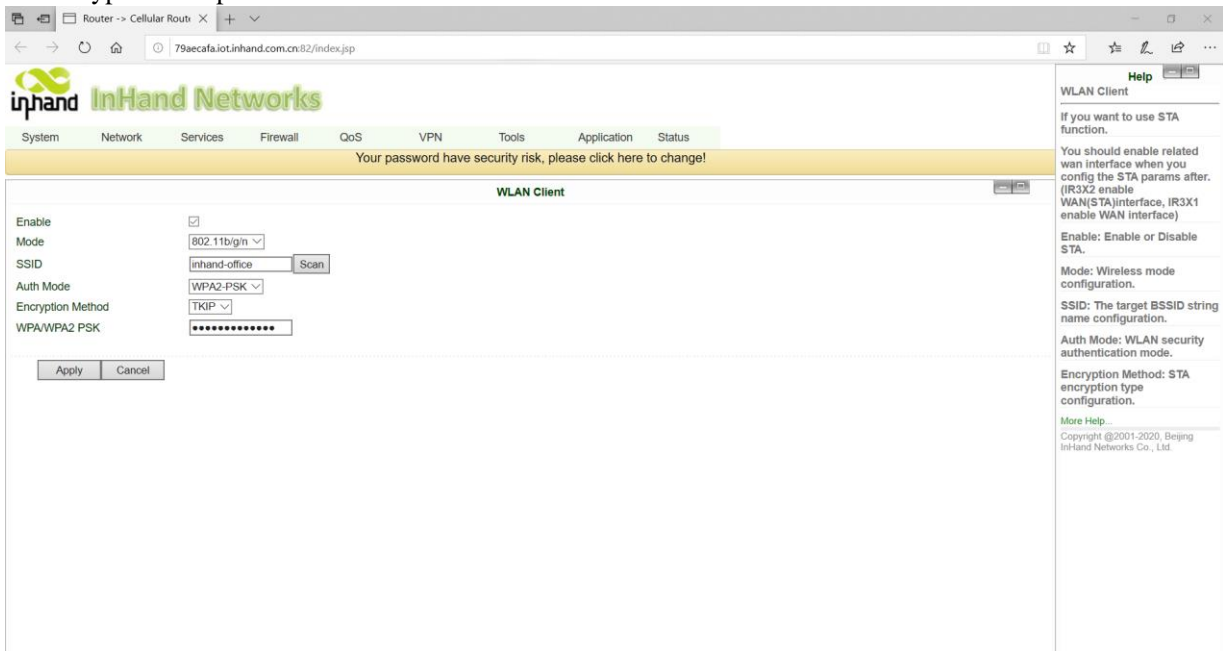 Router -> Cellular Route
79aecafa.iot.inhand.com.cn:82/index.jsp
inhand InHand Networks
System Network Services Firewall QoS VPN Tools Application Status
Your password have security risk, please click here to change!
WLAN Client
Enable
Mode 802.11b/g/n
SSID inhand-office Scan
Auth Mode WPA2-PSK
Encryption Method TKIP
WPA/WPA2 PSK •••••••••••••
Apply Cancel
Help
WLAN Client
If you want to use STA
function.
You should enable related
wan interface when you
config the STA params after.
(IR3X2 enable
WAN(STA)interface, IR3X1
enable WAN interface)
Enable: Enable or Disable
STA.
Mode: Wireless mode
configuration.
SSID: The target BSSID string
name configuration.
Auth Mode: WLAN security
authentication mode.
Encryption Method: STA
encryption type
configuration.
More Help...
Copyright @2001-2020, Beijing
InHand Networks Co., Ltd.